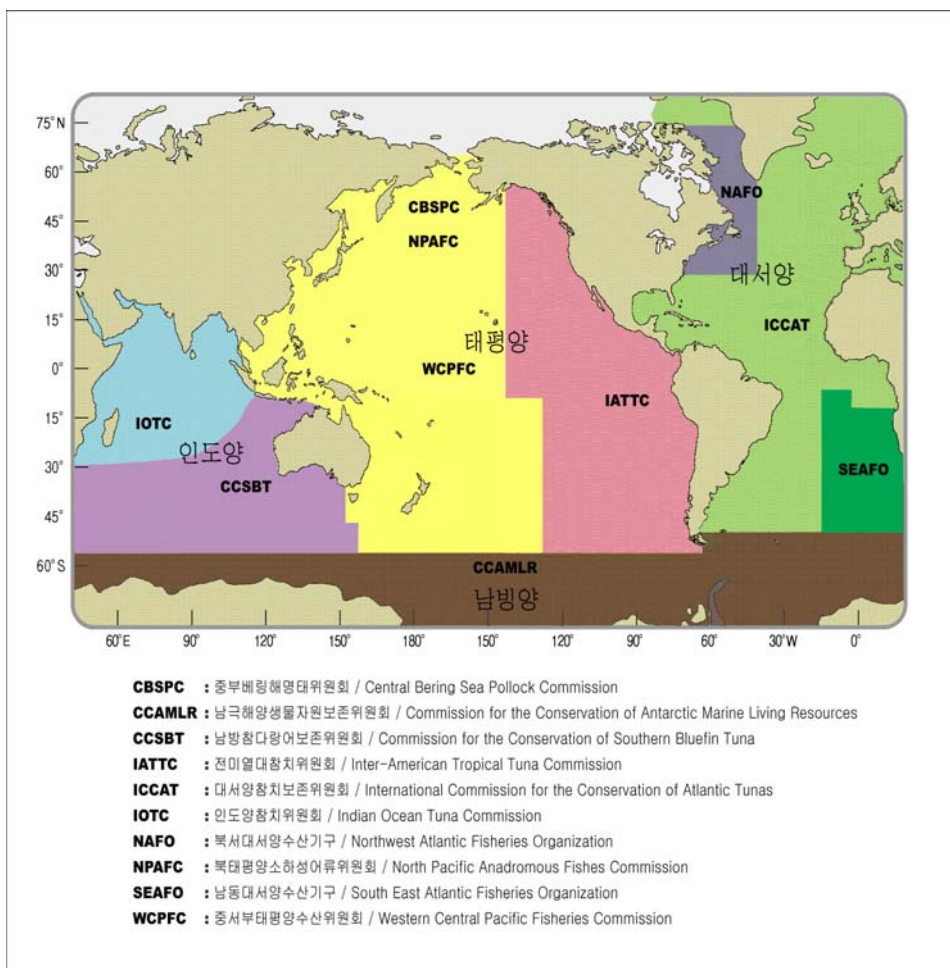 75°N
60°
CBSPC
NAFO
45°
NPAFC
30°
대서양
15°
ICCAT
태평양
0°
WCPFC
IATTC
15°
IOTC
인도양
30°
SEAFO
CCSBT
45°
60°S
CCAMLR
남빙양
60°E 90° 120° 150° 180° 150° 120° 90° 60° 30°W 0°
CBSPC : 중부베링해명태위원회 / Central Bering Sea Pollock Commission
CCAMLR : 남극해양생물자원보존위원회 / Commission for the Conservation of Antarctic Marine Living Resources
CCSBT : 남방참다랑어보존위원회 / Commission for the Conservation of Southern Bluefin Tuna
IATTC : 전미열대참치위원회 / Inter-American Tropical Tuna Commission
ICCAT : 대서양참치보존위원회 / International Commission for the Conservation of Atlantic Tunas
IOTC : 인도양참치위원회 / Indian Ocean Tuna Commission
NAFO : 북서대서양수산기구 / Northwest Atlantic Fisheries Organization
NPAFC : 북태평양소하성어류위원회 / North Pacific Anadromous Fishes Commission
SEAFO : 남동대서양수산기구 / South East Atlantic Fisheries Organization
WCPFC : 중서부태평양수산위원회 / Western Central Pacific Fisheries Commission